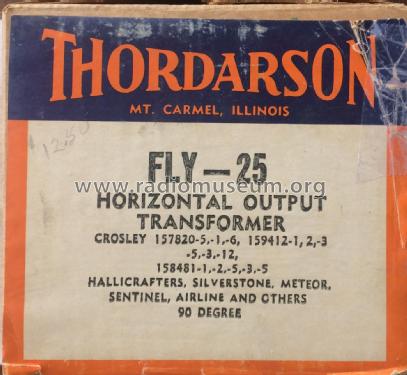 THORDARSON
MT. CARMEL, ILLINOIS
12.50
FLY-25
www.radiomuseum.org
HORIZONTAL OUTPUT
TRANSFORMER
CROSLEY 157820-5,-1,-6, 159412-1, 2,-3
-5,-3,-12,
158481-1,-2,-5,-3,-5
HALLICRAFTERS, SILVERSTONE, METEOR,
SENTINEL, AIRLINE AND OTHERS
90 DEGREE